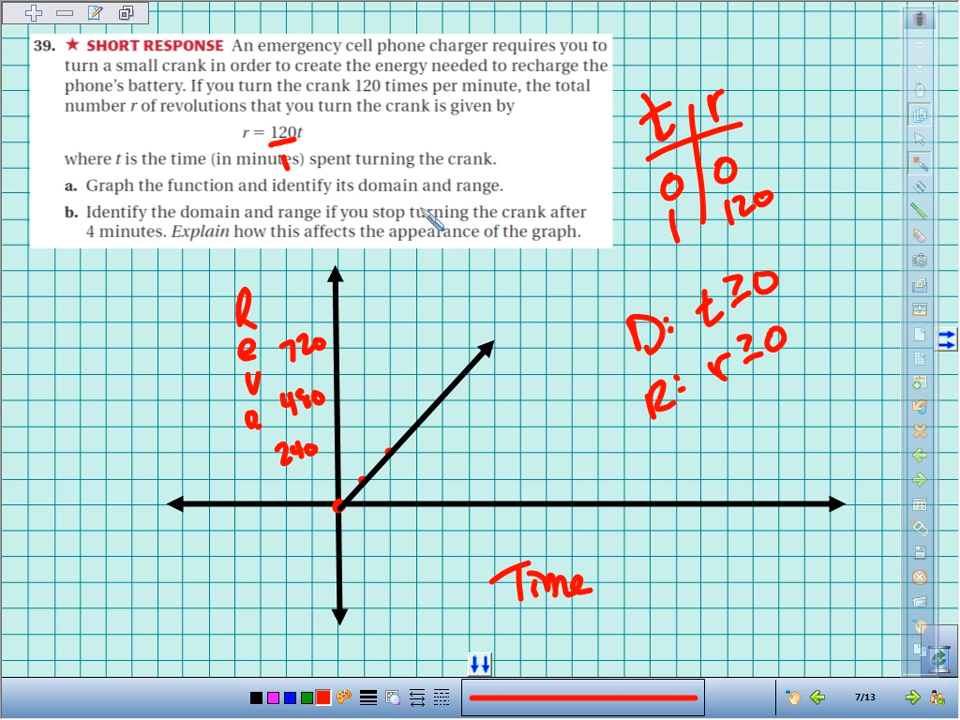 39. ★ SHORT RESPONSE An emergency cell phone charger requires you to
turn a small crank in order to create the energy needed to recharge the
phone's battery. If you turn the crank 120 times per minute, the total
number r of revolutions that you turn the crank is given by
r = 120t
1
where t is the time (in minutes) spent turning the crank.
a. Graph the function and identify its domain and range.
b. Identify the domain and range if you stop turning the crank after
4 minutes. Explain how this affects the appearance of the graph.
t r
0 0
1 120
D: t ≥ 0
R: r ≥ 0
R
e
v
720
480
240
Time
7/13